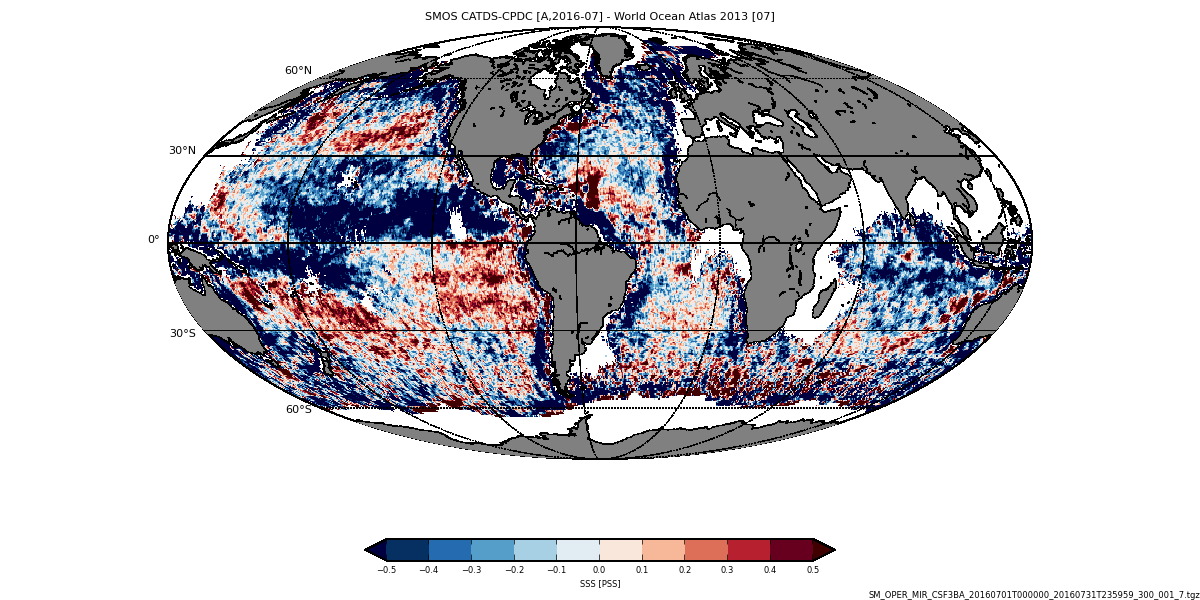 SMOS CATDS-CPDC [A,2016-07] - World Ocean Atlas 2013 [07]
60°N
30°N
0°
30°S
60°S
−0.5 −0.4 −0.3 −0.2 −0.1 0.0 0.1 0.2 0.3 0.4 0.5
SSS [PSS]
SM_OPER_MIR_CSF3BA_20160701T000000_20160731T235959_300_001_7.tgz